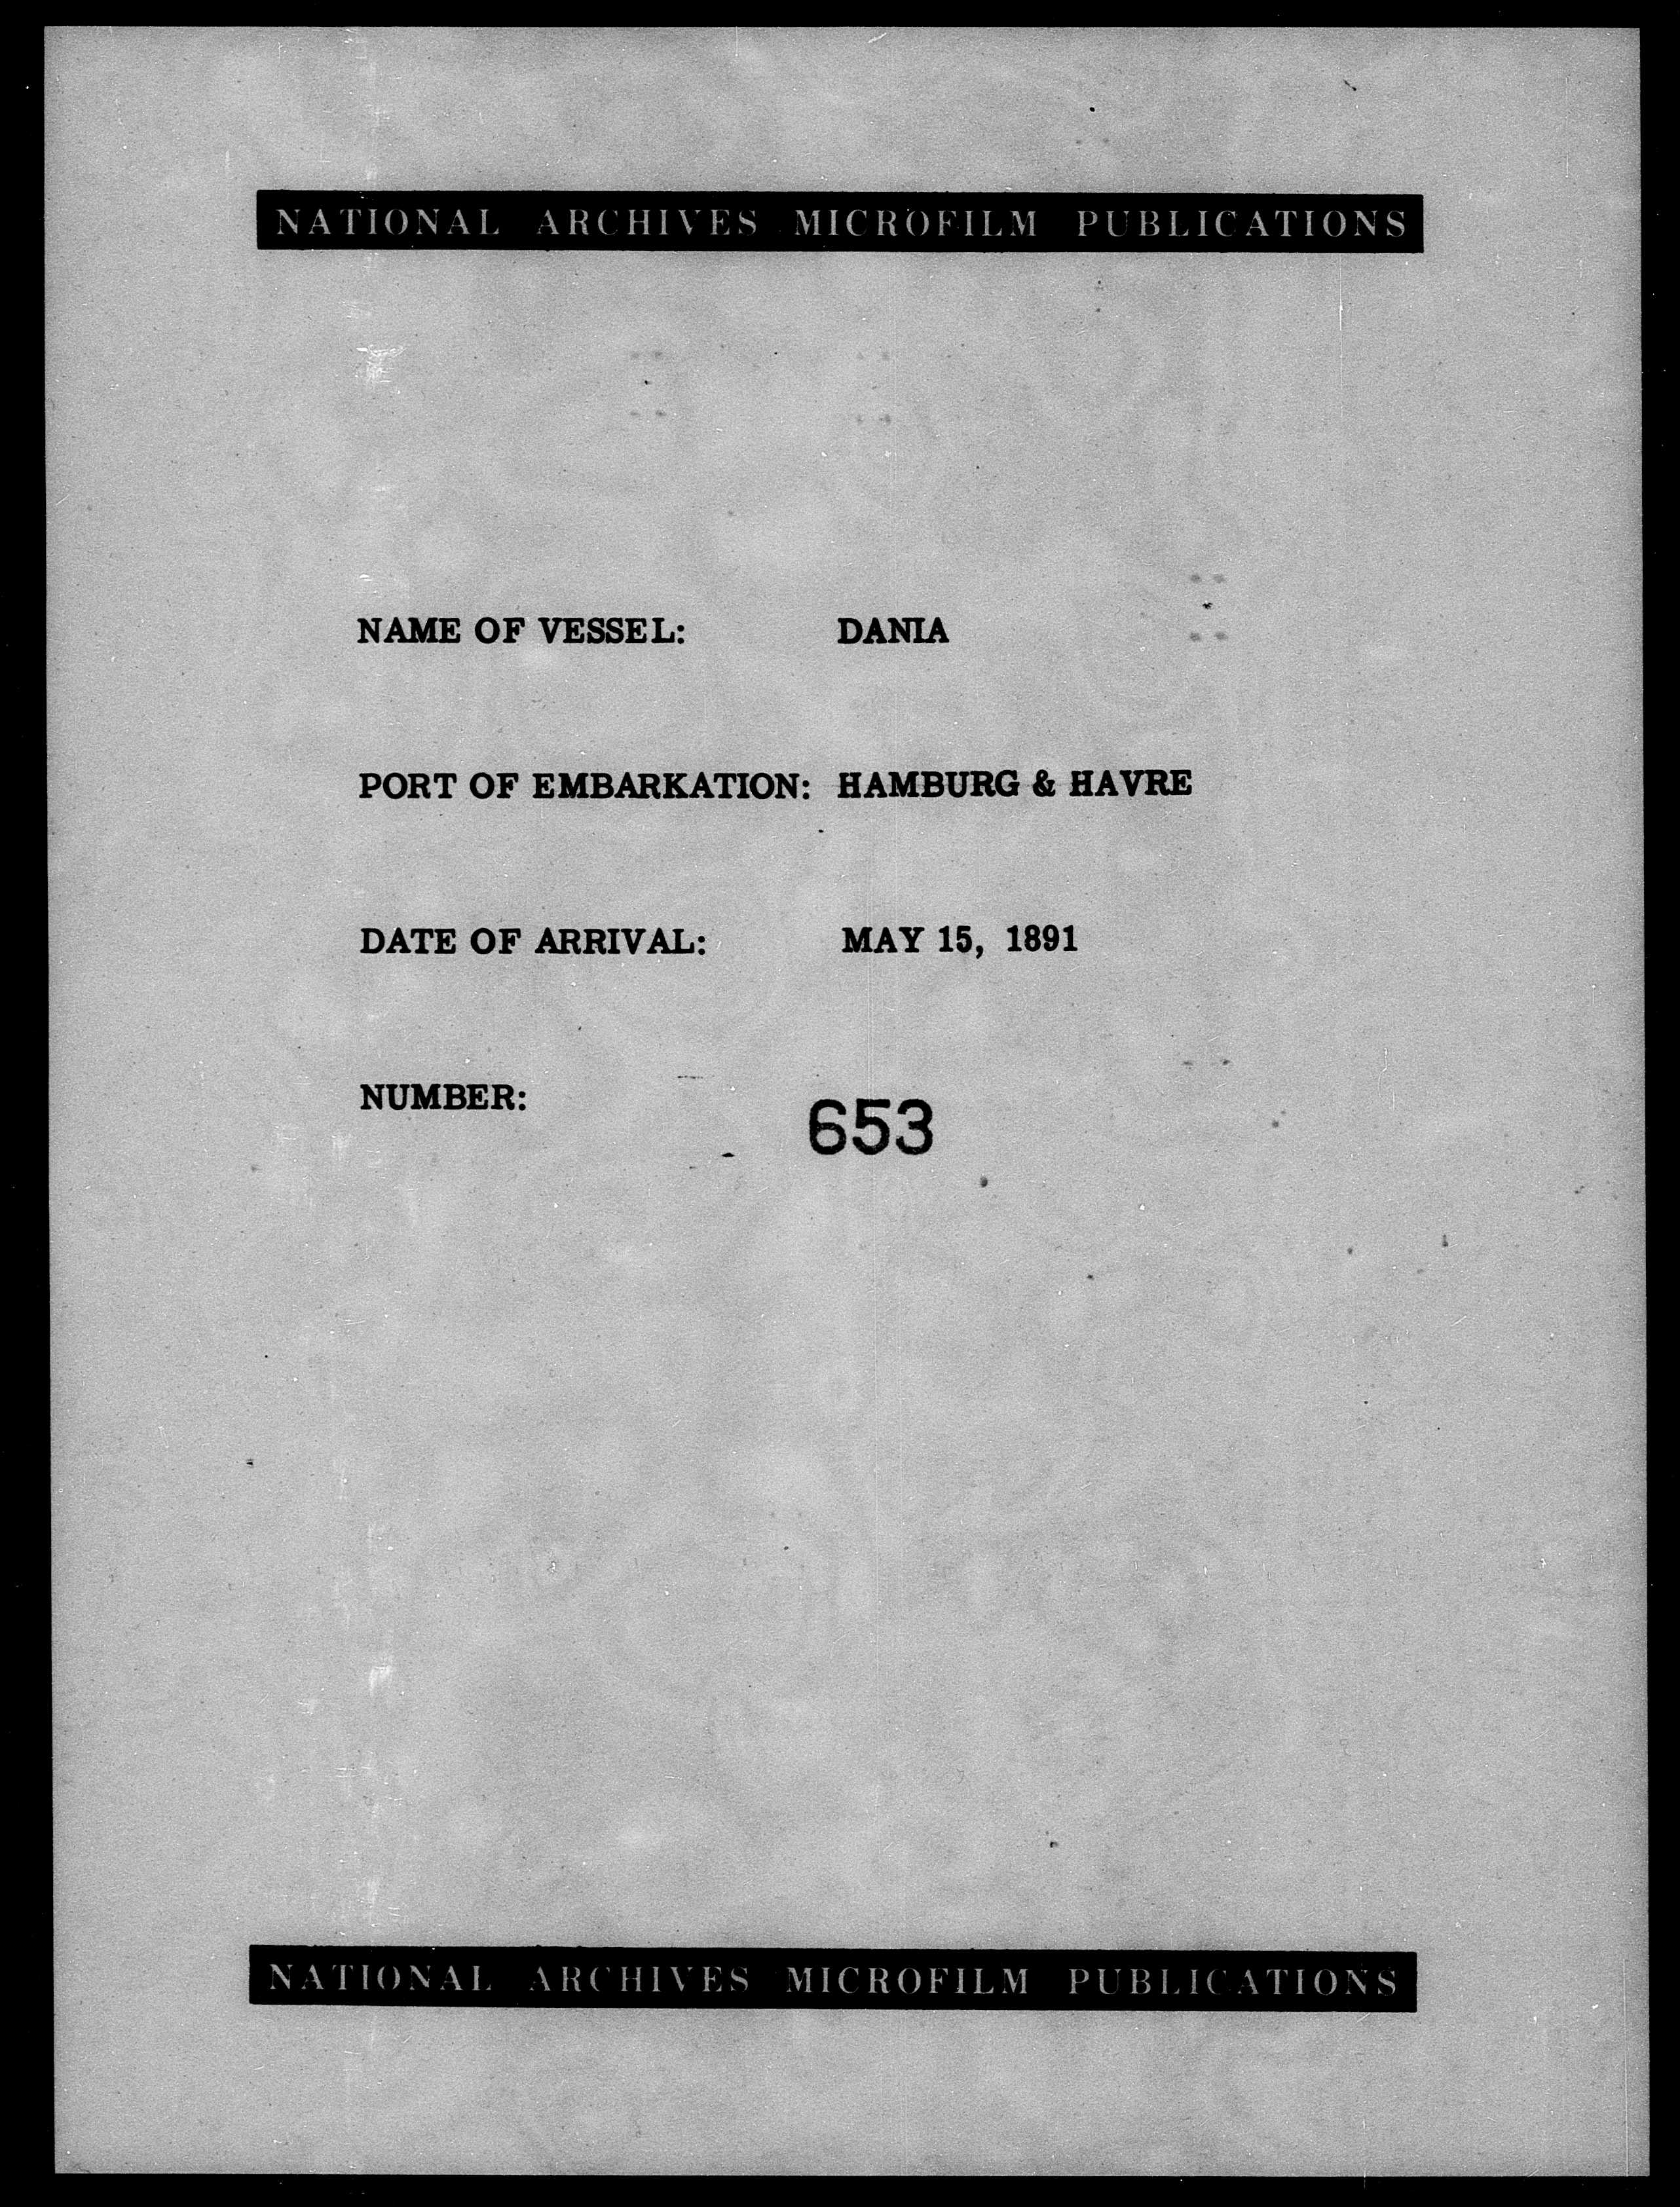 NATIONAL ARCHIVES MICROFILM PUBLICATIONS
NAME OF VESSEL: DANIA
PORT OF EMBARKATION: HAMBURG & HAVRE
DATE OF ARRIVAL: MAY 15, 1891
NUMBER: 653
NATIONAL ARCHIVES MICROFILM PUBLICATIONS